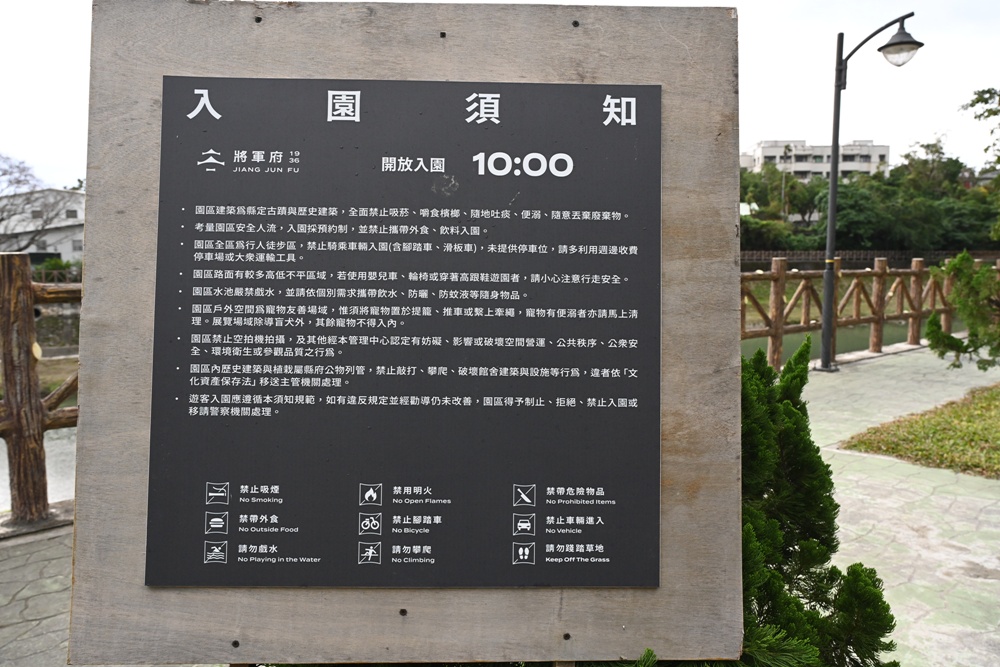 入園須知
將軍府 1936
JIANG JUN FU
開放入園 10:00
• 園區建築為縣定古蹟與歷史建築，全面禁止吸菸、嚼食檳榔、隨地吐痰、便溺、隨意丟棄廢棄物。
• 考量園區安全人流，入園採預約制，並禁止攜帶外食、飲料入園。
• 園區全區為行人徒步區，禁止騎乘車輛入園(含腳踏車、滑板車)，未提供停車位，請多利用週邊收費
停車場或大衆運輸工具。
• 園區路面有較多高低不平區域，若使用嬰兒車、輪椅或穿著高跟鞋遊園者，請小心注意行走安全。
• 園區水池嚴禁戲水，並請依個別需求攜帶飲水、防曬、防蚊液等隨身物品。
• 園區戶外空間為寵物友善場域，惟須將寵物置於提籠、推車或繫上牽繩，寵物有便溺者亦請馬上清
理。展覽場域除導盲犬外，其餘寵物不得入內。
• 園區禁止空拍機拍攝，及其他經本管理中心認定有妨礙、影響或破壞空間營運、公共秩序、公衆安
全、環境衛生或參觀品質之行為。
• 園區內歷史建築與植栽屬縣府公物列管，禁止敲打、攀爬、破壞館舍建築與設施等行為，違者依「文
化資產保存法」移送主管機關處理。
• 遊客入園應遵循本須知規範，如有違反規定並經勸導仍未改善，園區得予制止、拒絕、禁止入園或
移請警察機關處理。
禁止吸煙
No Smoking
禁用明火
No Open Flames
禁帶危險物品
No Prohibited Items
禁帶外食
No Outside Food
禁止腳踏車
No Bicycle
禁止車輛進入
No Vehicle
請勿戲水
No Playing in the Water
請勿攀爬
No Climbing
請勿踐踏草地
Keep Off The Grass